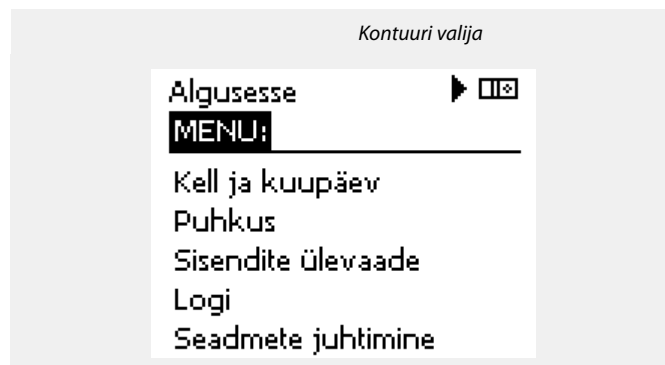 Kontuuri valija
Algusesse
MENU:
Kell ja kuupäev
Puhkus
Sisendite ülevaade
Logi
Seadmete juhtimine